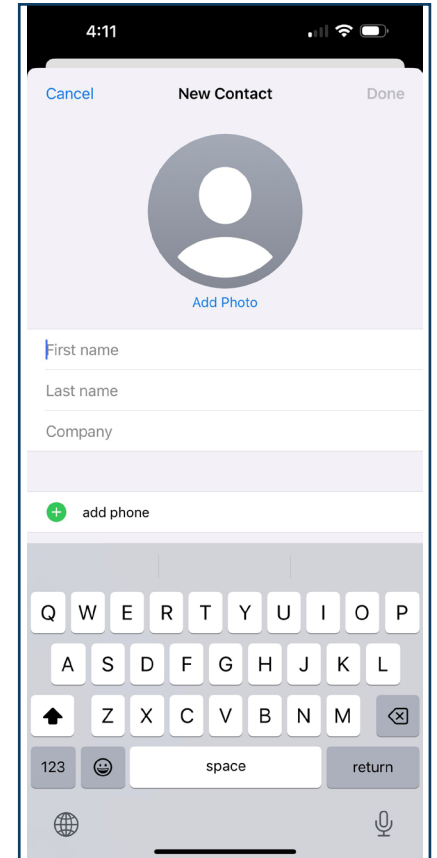 4:11
Cancel New Contact Done
Add Photo
First name
Last name
Company
add phone
Q W E R T Y U I O P
A S D F G H J K L
Z X C V B N M
123 space return